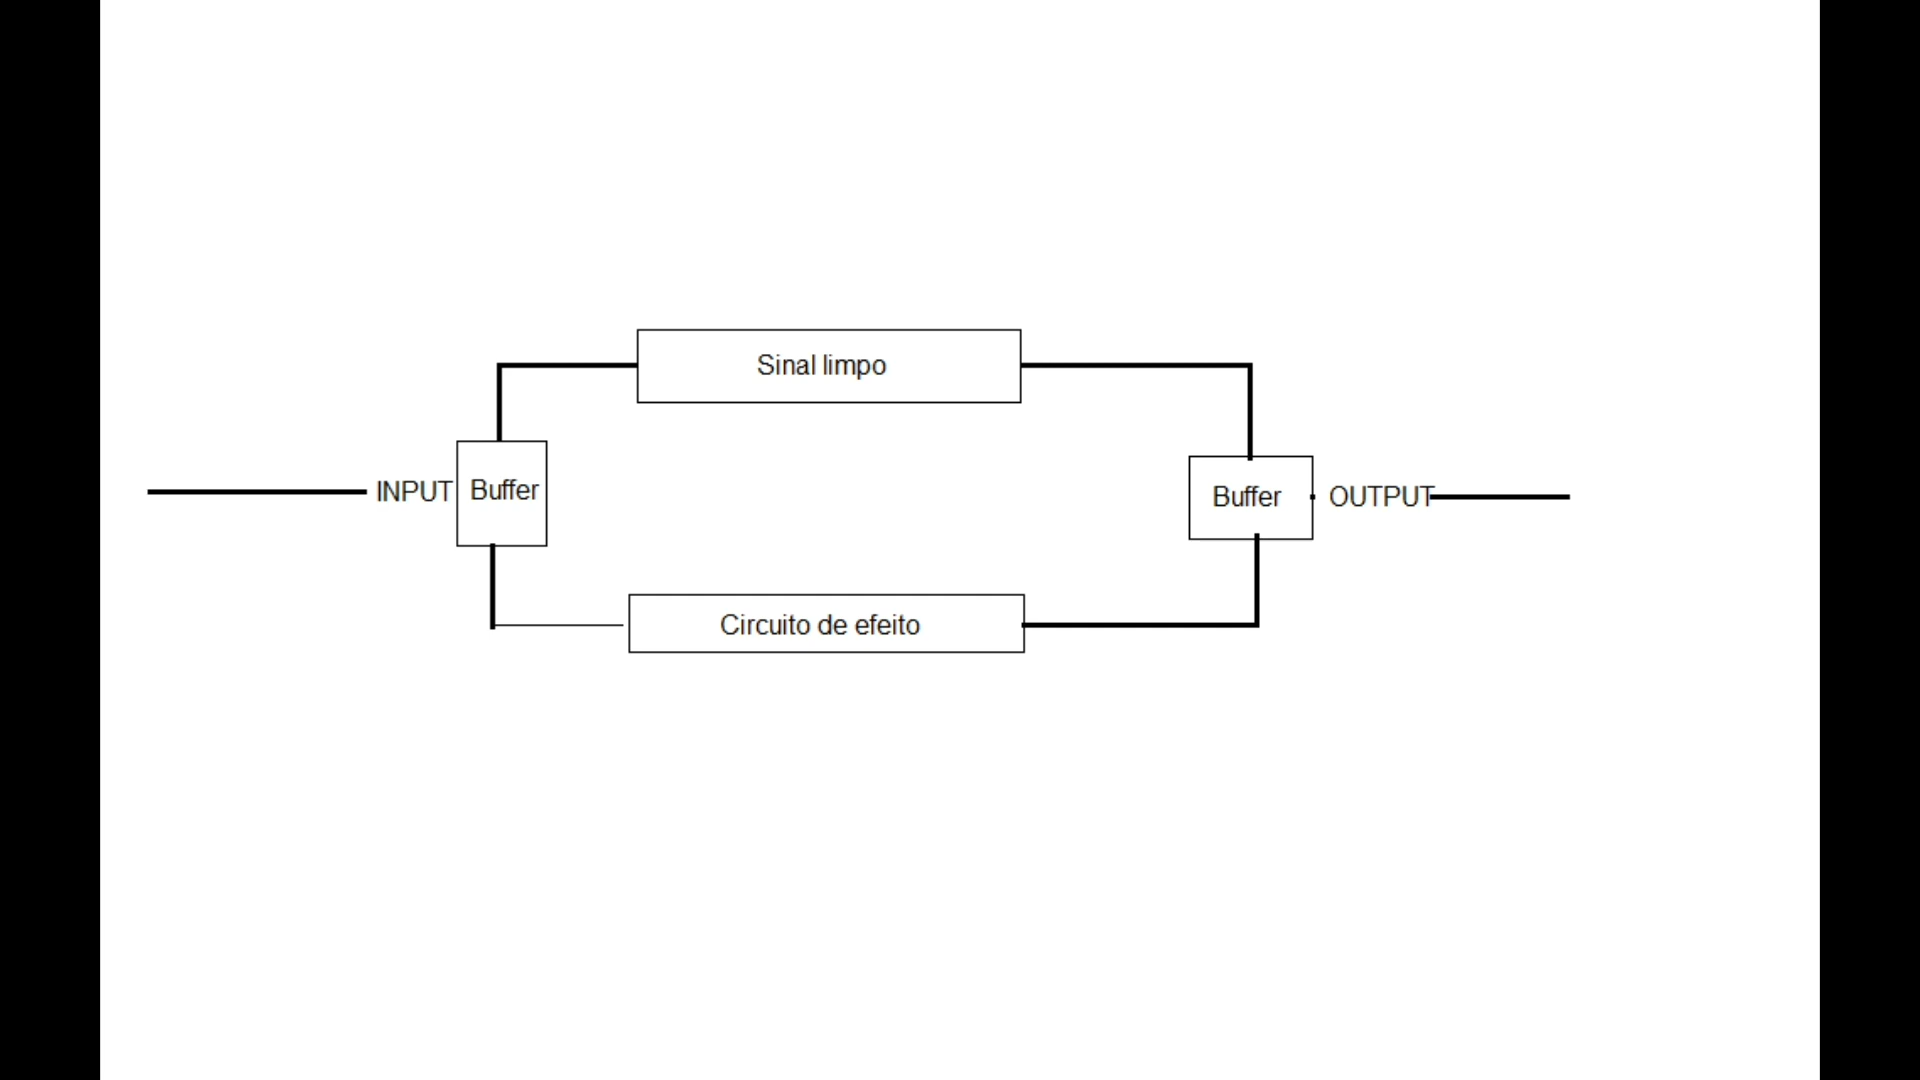 Sinal limpo
INPUT
Buffer
Buffer
OUTPUT
Circuito de efeito